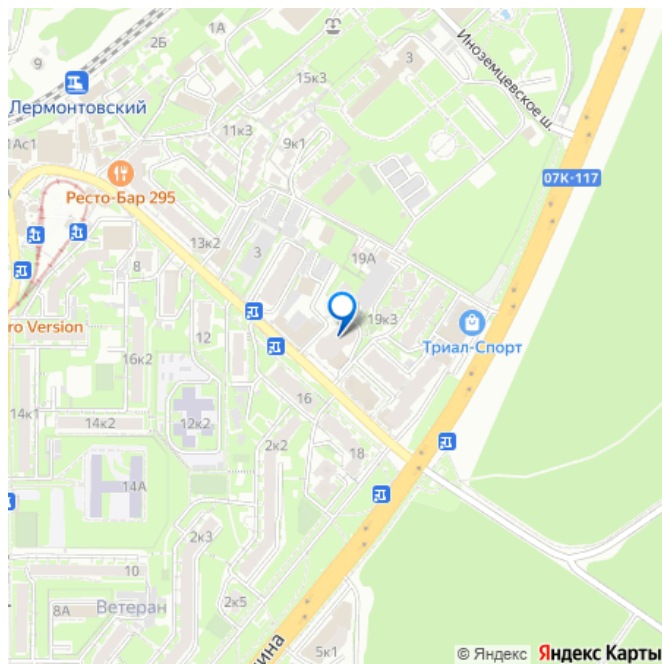 1А
2Б
9
3
Иноземцевское ш.
15к3
Лермонтовский
11к3
9к1
1Ас1
07К-117
Ресто-Бар 295
13к2
3
19А
8
ro Version
12
19к3
Триал-Спорт
16к2
14к1
14к2
12к2
16
2к2
18
14А
2к3
10
Ветеран
8А
2к5
ина
5к1
© Яндекс
Яндекс Карты